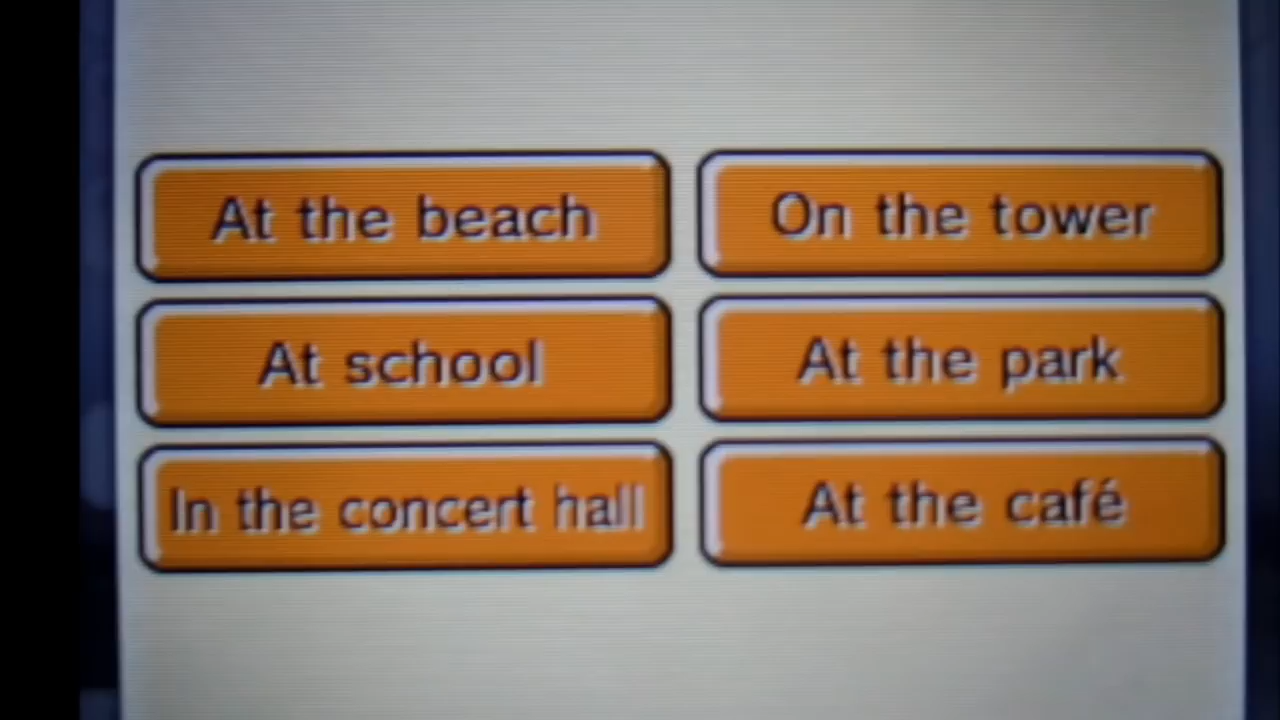 At the beach
On the tower
At school
At the park
In the concert hall
At the café